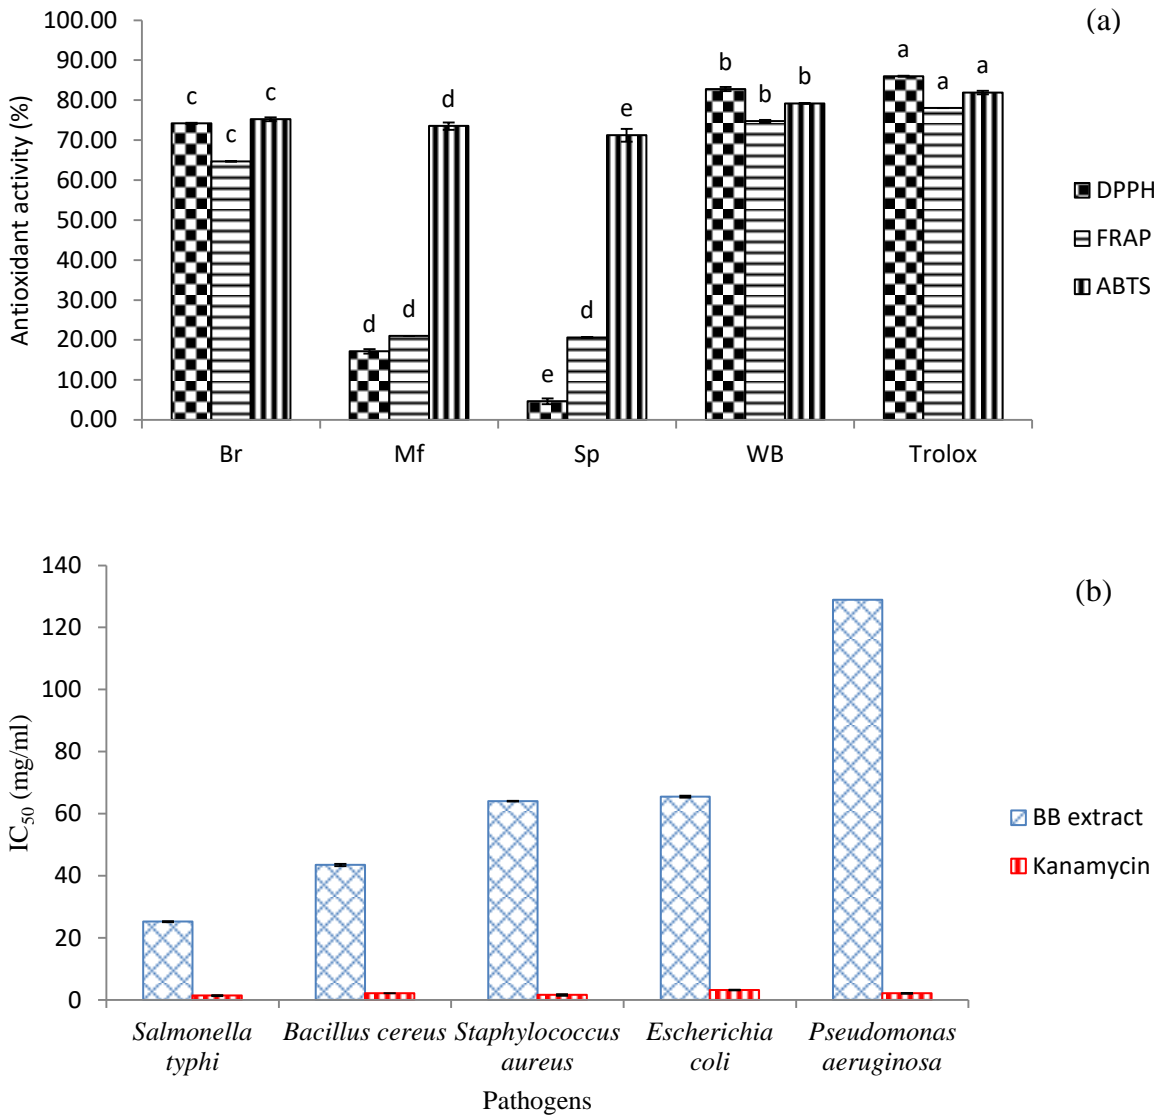 (a)
100.00
90.00
80.00
70.00
60.00
50.00
40.00
30.00
20.00
10.00
0.00
Antioxidant activity (%)
c c c
d d d
e d e
b b b
a a a
Br Mf Sp WB Trolox
DPPH
FRAP
ABTS
(b)
140
120
100
80
60
40
20
0
IC50 (mg/ml)
Salmonella typhi
Bacillus cereus
Staphylococcus aureus
Escherichia coli
Pseudomonas aeruginosa
Pathogens
BB extract
Kanamycin